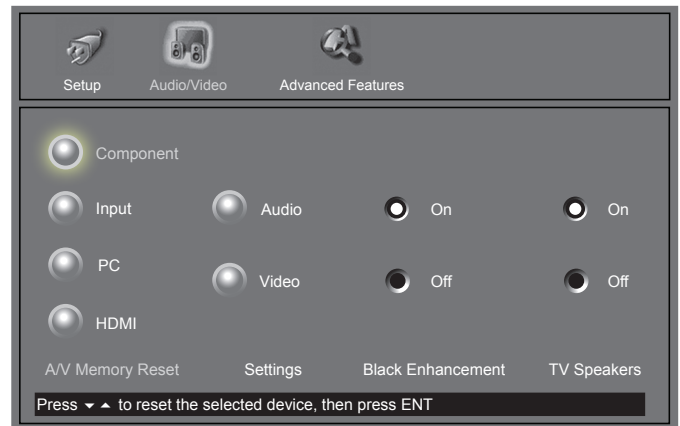 Setup Audio/Video Advanced Features
Component
Input Audio On On
PC
Video Off Off
HDMI
A/V Memory Reset Settings Black Enhancement TV Speakers
Press ▼ ▲ to reset the selected device, then press ENT